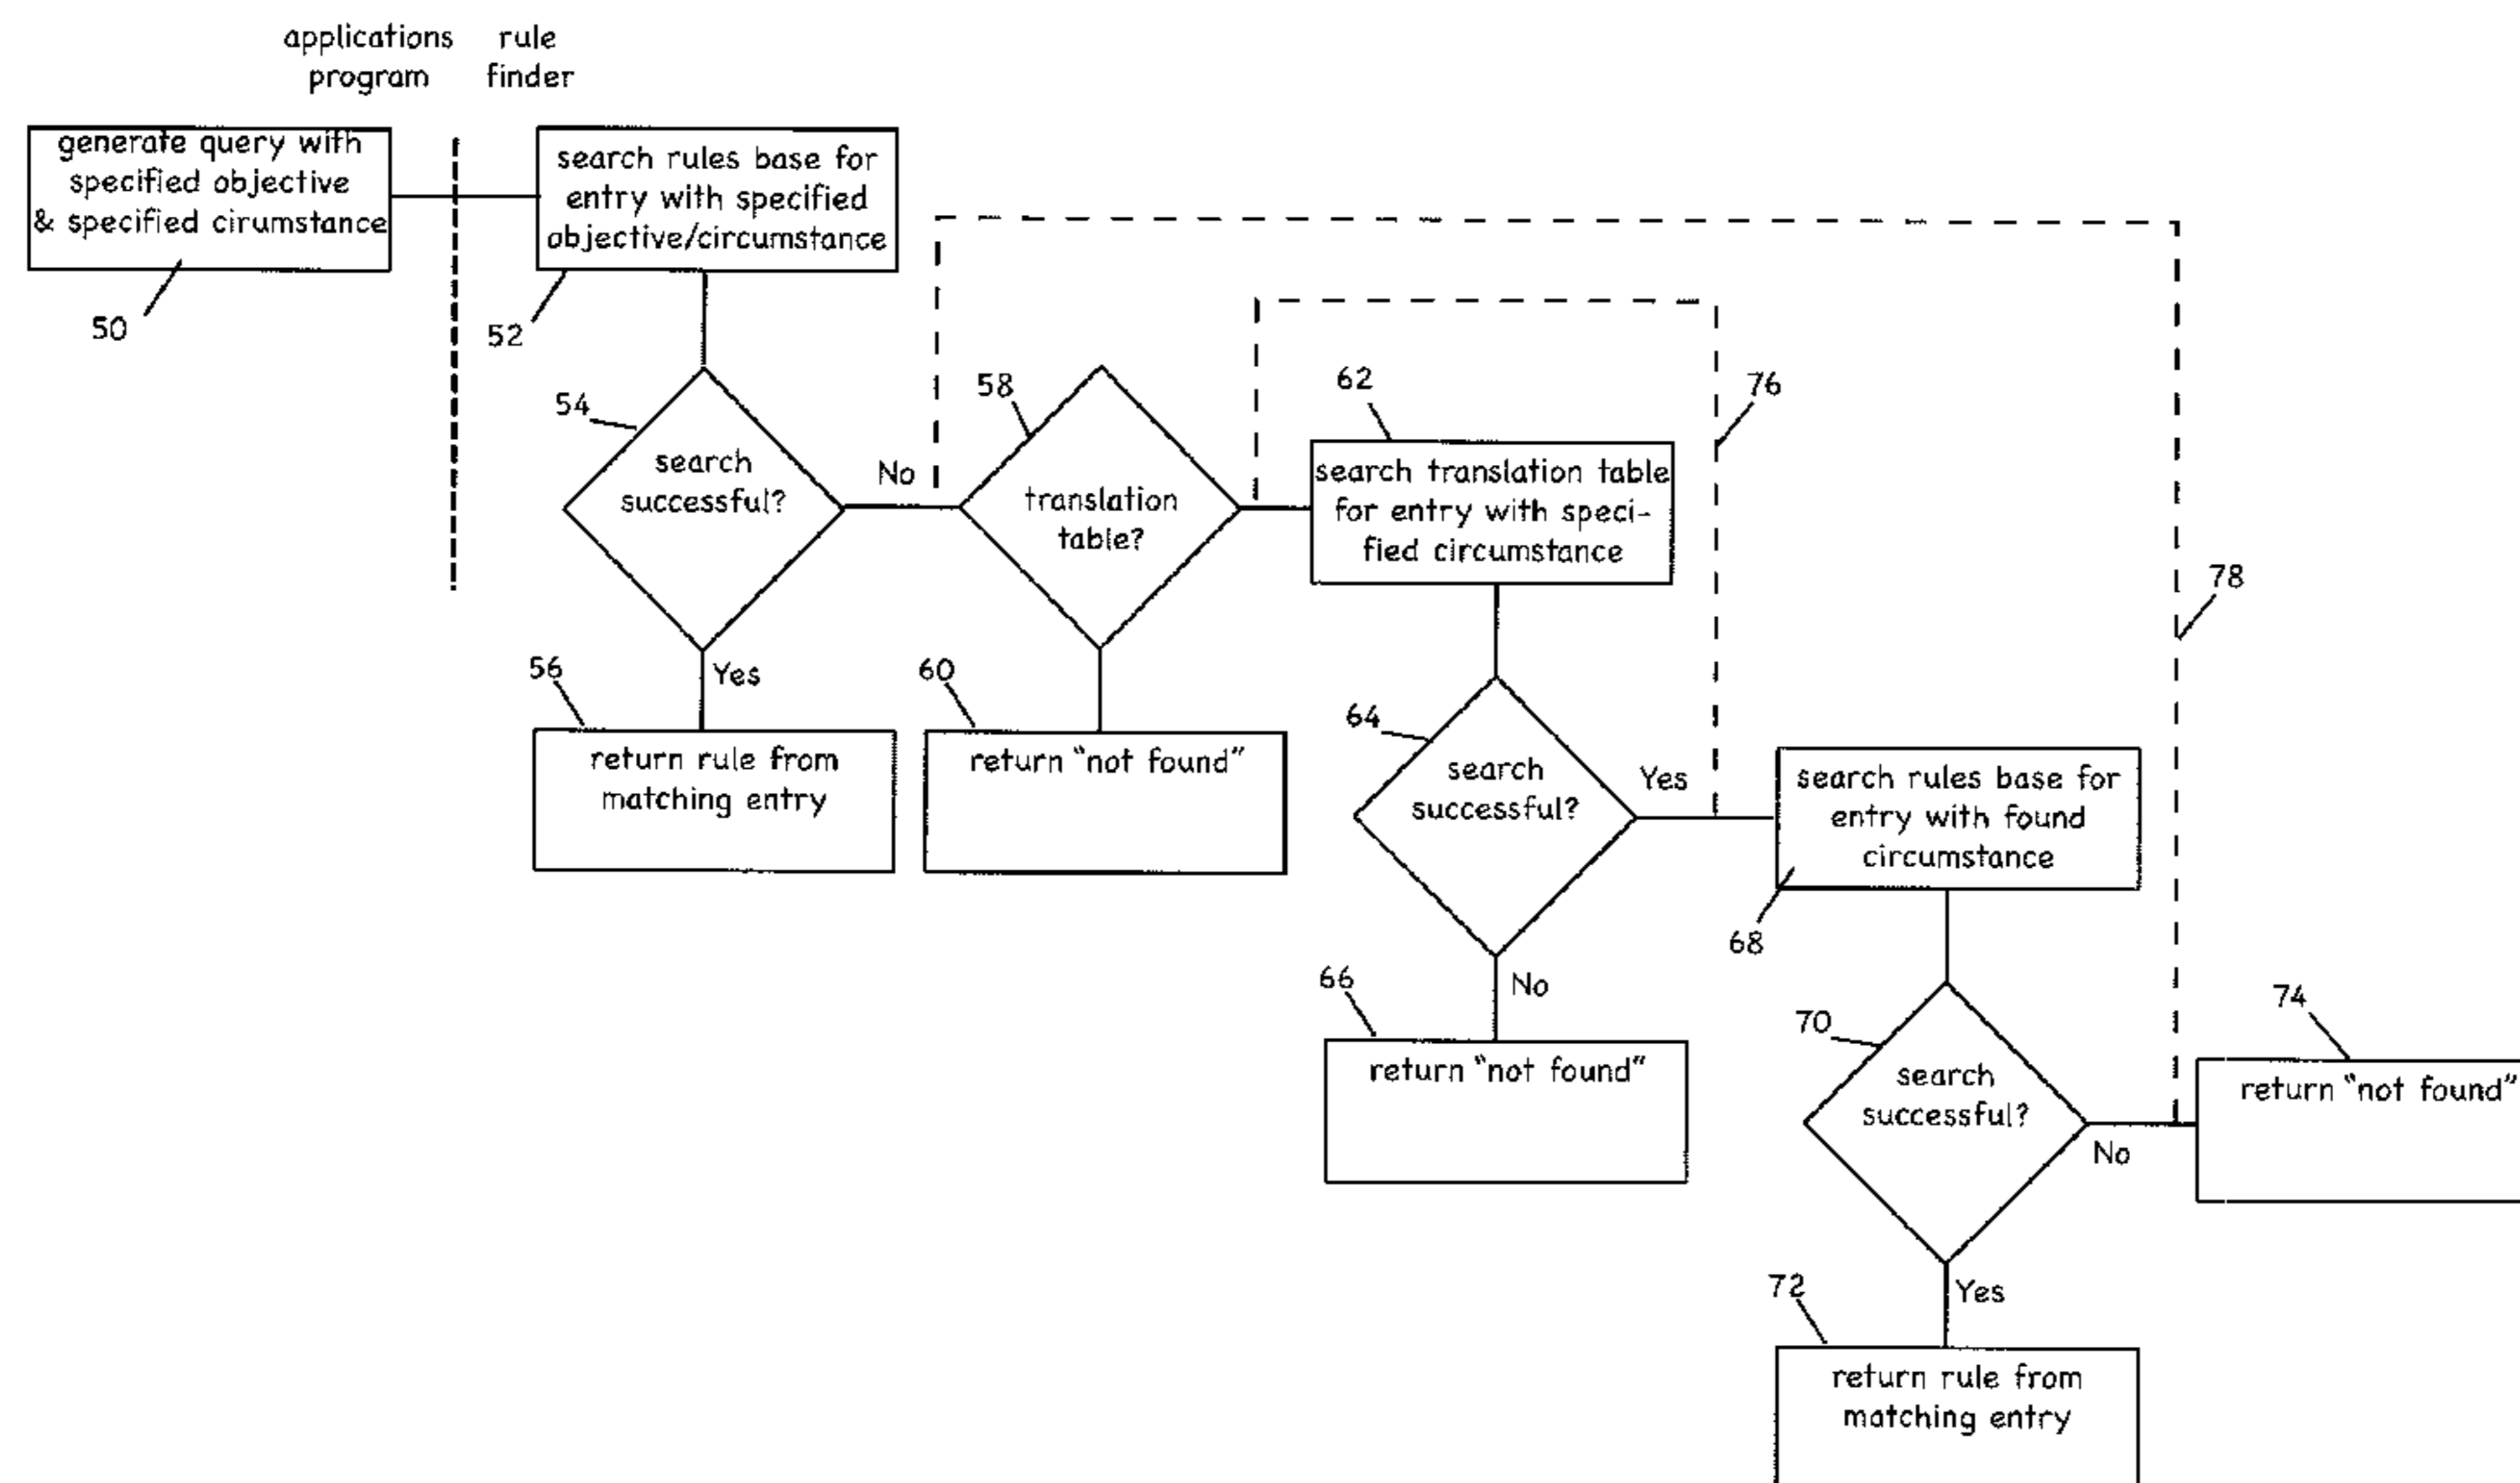 applications
program
rule
finder
generate query with
specified objective
& specified cirumstance
50
search rules base for
entry with specified
objective/circumstance
52
54
search
successful?
No
Yes
56
return rule from
matching entry
58
translation
table?
60
return "not found"
62
search translation table
for entry with speci-
fied circumstance
76
78
64
search
successful?
Yes
No
66
return "not found"
search rules base for
entry with found
circumstance
68
70
search
successful?
No
74
return "not found"
Yes
72
return rule from
matching entry